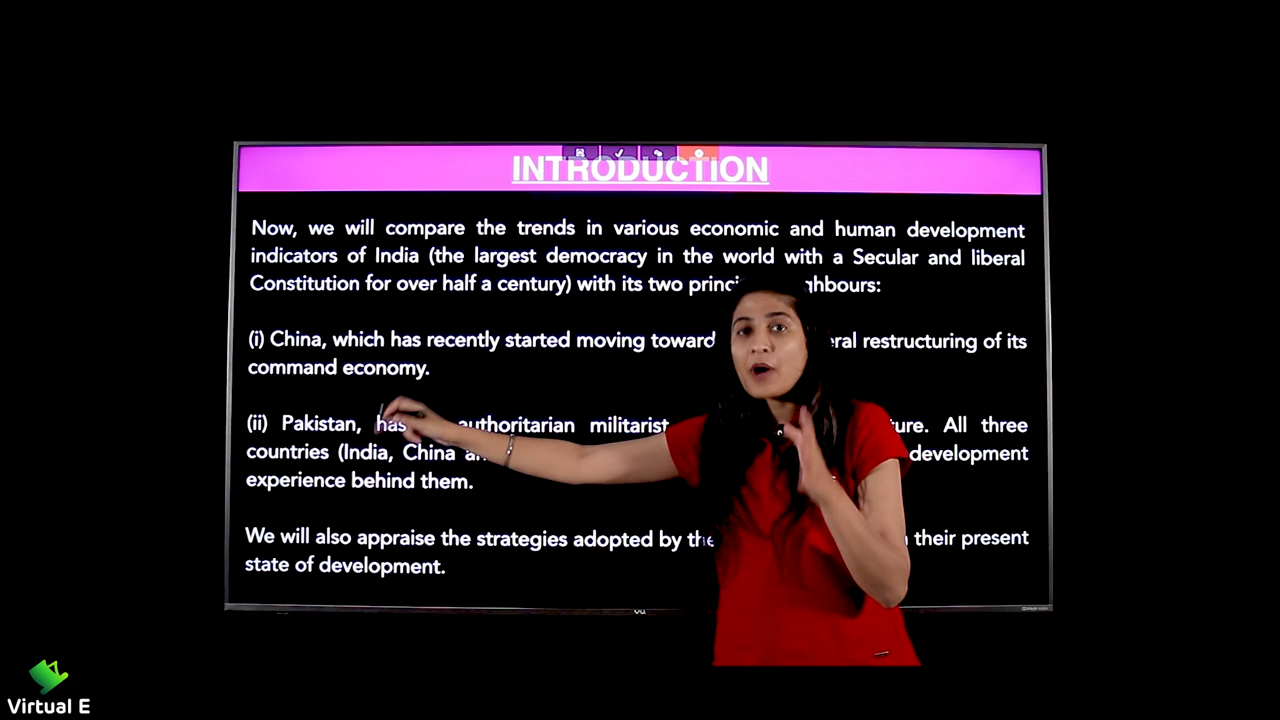 INTRODUCTION
Now, we will compare the trends in various economic and human development
indicators of India (the largest democracy in the world with a Secular and liberal
Constitution for over half a century) with its two
China, which has recently started moving restructuring of its
command economy.
(ii) Pakistan, has authoritarian militarist All three
countries (India, China development
experience behind them.
We will also appraise the strategies adopted by their present
state of development.
Virtual E